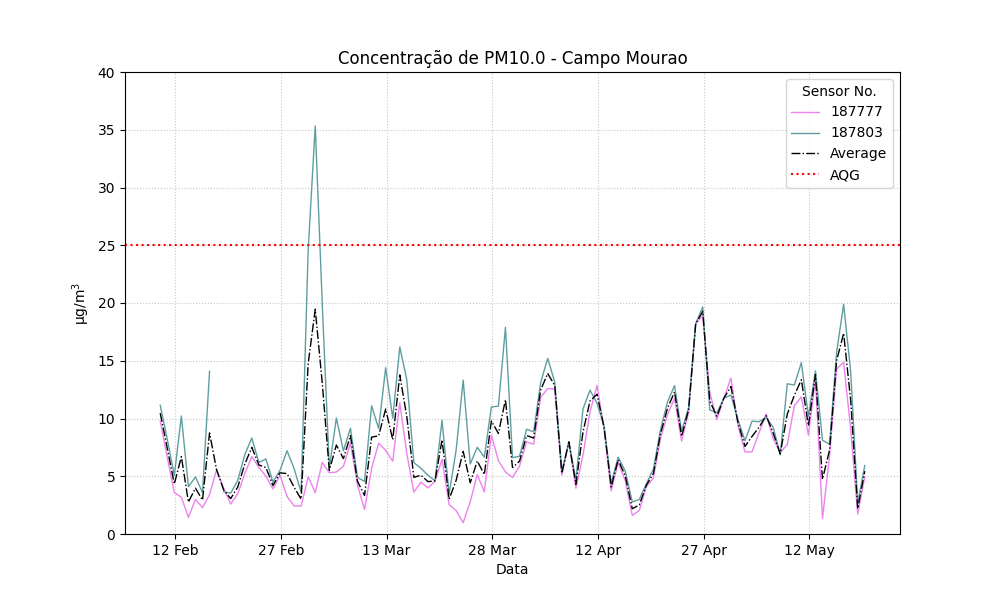 Concentração de PM10.0 - Campo Mourao
40
35
30
25
20
15
10
5
0
µg/m³
Sensor No.
187777
187803
Average
AQG
12 Feb
27 Feb
13 Mar
28 Mar
12 Apr
27 Apr
12 May
Data